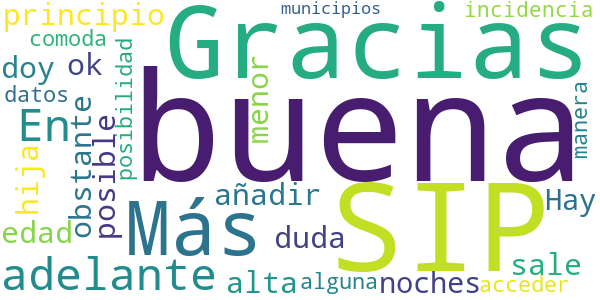 principio
Gracias
municipios
incidencia
comoda
doy
ok
datos
posibilidad
menor
buena
manera
En
obstante
posible
hija
añadir
SIP
Hay
Más
duda
edad
adelante
sale
alta
alguna
noches
acceder